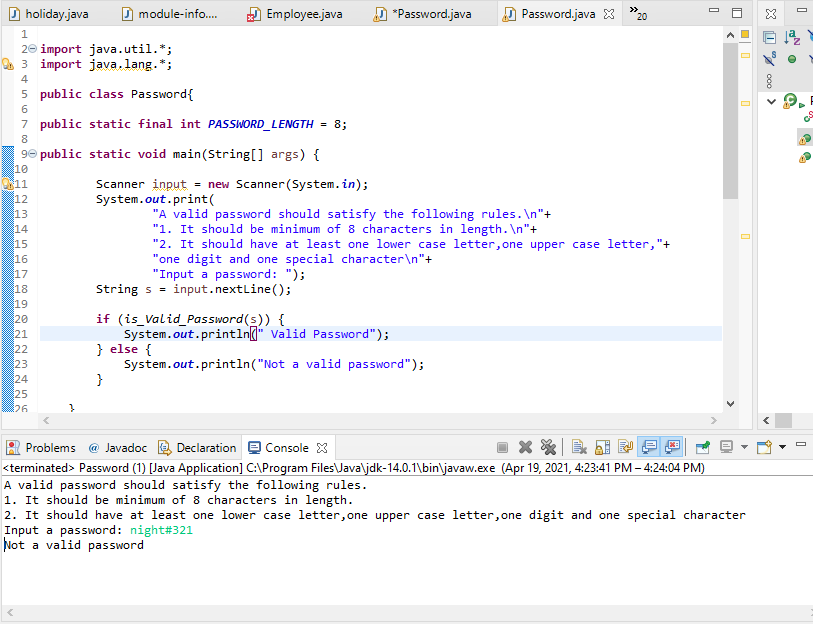 holiday.java module-info.... Employee.java *Password.java Password.java 20
1
2 import java.util.*;
3 import java.lang.*;
4
5 public class Password{
6
7 public static final int PASSWORD_LENGTH = 8;
8
9 public static void main(String[] args) {
10
11 Scanner input = new Scanner(System.in);
12 System.out.print(
13 "A valid password should satisfy the following rules.\n"+
14 "1. It should be minimum of 8 characters in length.\n"+
15 "2. It should have at least one lower case letter,one upper case letter,"+
16 "one digit and one special character\n"+
17 "Input a password: ");
18 String s = input.nextLine();
19
20 if (is_Valid_Password(s)) {
21 System.out.println(" Valid Password");
22 } else {
23 System.out.println("Not a valid password");
24 }
25
26 }
Problems @ Javadoc Declaration Console
<terminated> Password (1) [Java Application] C:\Program Files\Java\jdk-14.0.1\bin\javaw.exe (Apr 19, 2021, 4:23:41 PM – 4:24:04 PM)
A valid password should satisfy the following rules.
1. It should be minimum of 8 characters in length.
2. It should have at least one lower case letter,one upper case letter,one digit and one special character
Input a password: night#321
Not a valid password